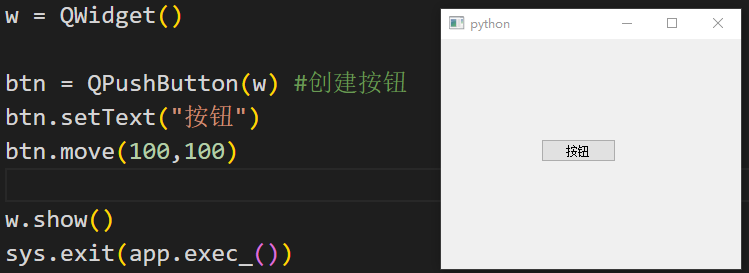 w = QWidget()
btn = QPushButton(w) #创建按钮
btn.setText("按钮")
btn.move(100,100)
w.show()
sys.exit(app.exec_())
python
按钮